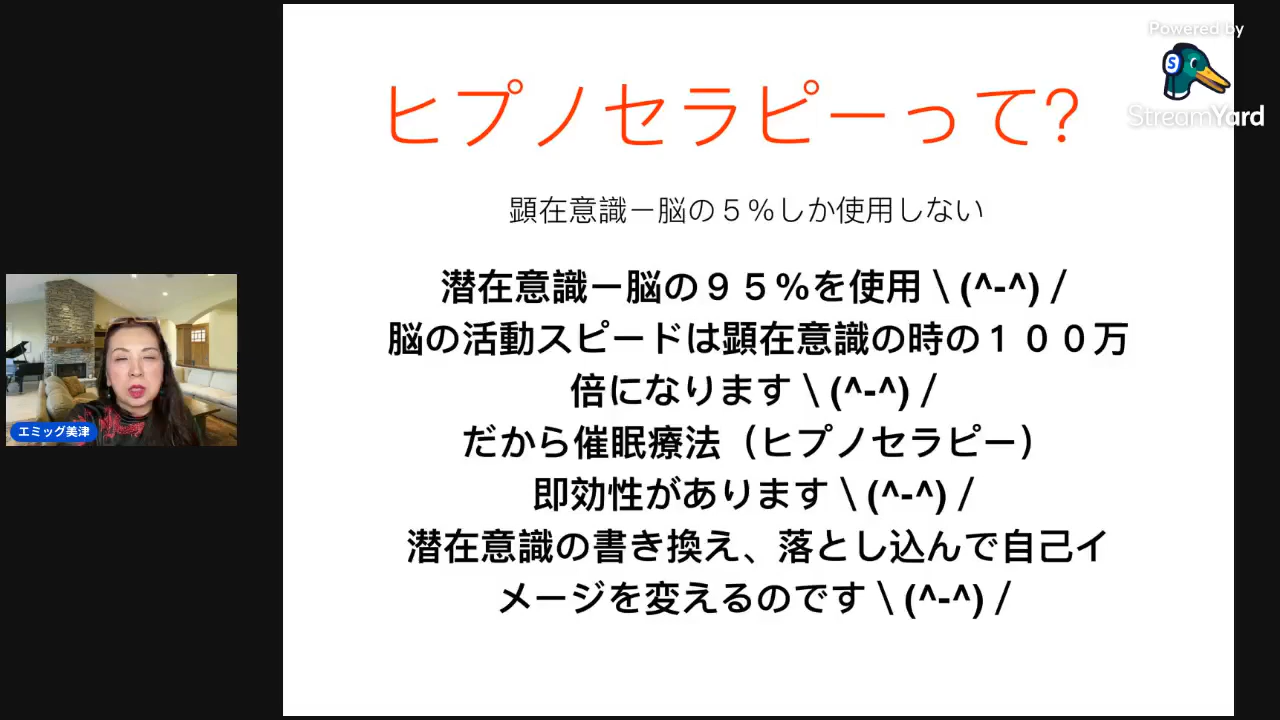 Powered by
StreamYard
ヒプノセラピーって?
顕在意識－脳の５％しか使用しない
潜在意識－脳の９５％を使用\(^-^)/
脳の活動スピードは顕在意識の時の１００万
倍になります\(^-^)/
だから催眠療法（ヒプノセラピー）
即効性があります\(^-^)/
潜在意識の書き換え、落とし込んで自己イ
メージを変えるのです\(^-^)/
エミッグ美津